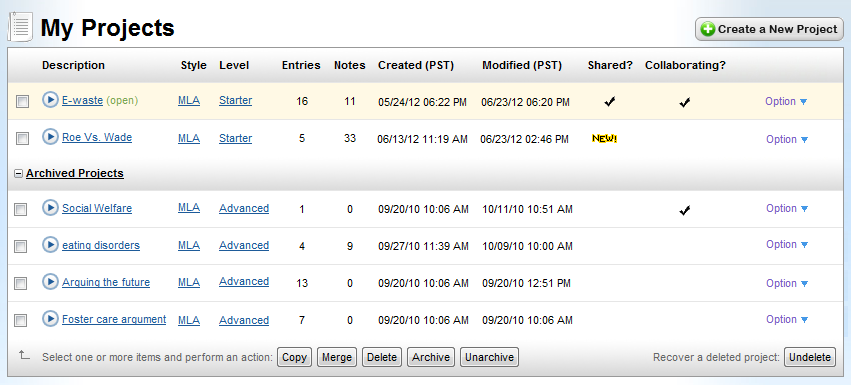 My Projects
Create a New Project
Description Style Level Entries Notes Created (PST) Modified (PST) Shared? Collaborating?
E-waste (open) MLA Starter 16 11 05/24/12 06:22 PM 06/23/12 06:20 PM Option
Roe Vs. Wade MLA Starter 5 33 06/13/12 11:19 AM 06/23/12 02:46 PM NEW! Option
Archived Projects
Social Welfare MLA Advanced 1 0 09/20/10 10:06 AM 10/11/10 10:51 AM Option
eating disorders MLA Advanced 4 9 09/27/10 11:39 AM 10/09/10 10:00 AM Option
Arguing the future MLA Advanced 13 0 09/20/10 10:06 AM 09/20/10 12:51 PM Option
Foster care argument MLA Advanced 7 0 09/20/10 10:06 AM 09/20/10 10:06 AM Option
Select one or more items and perform an action: Copy Merge Delete Archive Unarchive Recover a deleted project: Undelete